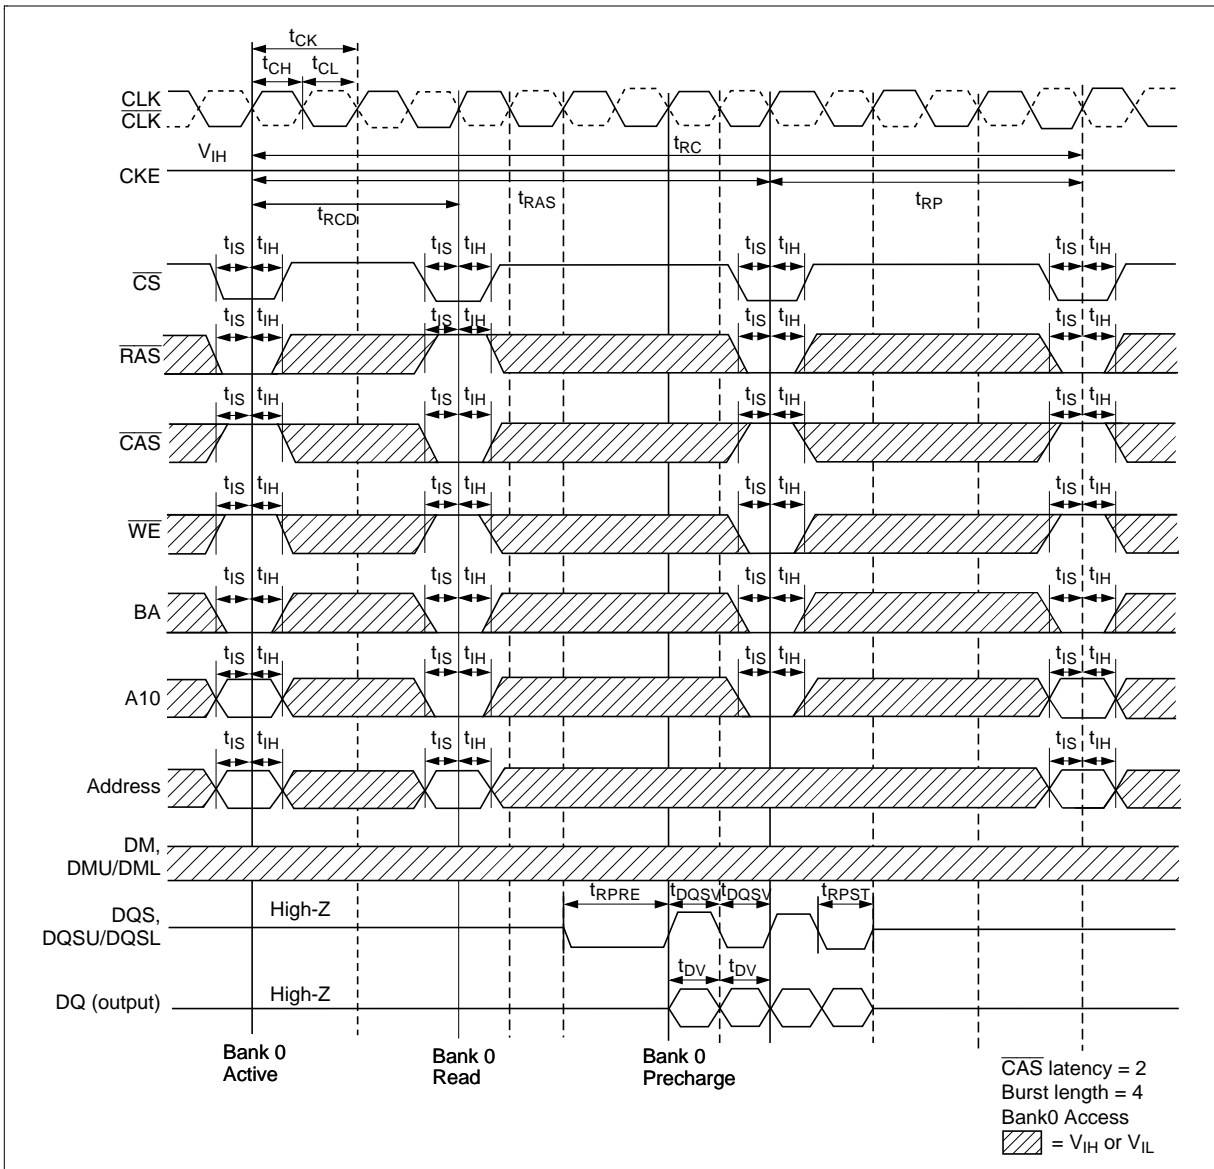 tCK
tCH tCL
CLK
CLK
VIH
tRC
CKE
tRCD
tRAS
tRP
tIS tIH tIS tIH tIS tIH tIS tIH
CS
tIS tIH tIS tIH tIS tIH tIS tIH
RAS
tIS tIH tIS tIH tIS tIH tIS tIH
CAS
tIS tIH tIS tIH tIS tIH tIS tIH
WE
tIS tIH tIS tIH tIS tIH tIS tIH
BA
tIS tIH tIS tIH tIS tIH tIS tIH
A10
tIS tIH tIS tIH tIS tIH
Address
DM,
DMU/DML
tRPRE tDQSV tDQSV tRPST
DQS,
DQSU/DQSL
High-Z
tDV tDV
DQ (output)
High-Z
Bank 0
Active
Bank 0
Read
Bank 0
Precharge
CAS latency = 2
Burst length = 4
Bank0 Access
= VIH or VIL